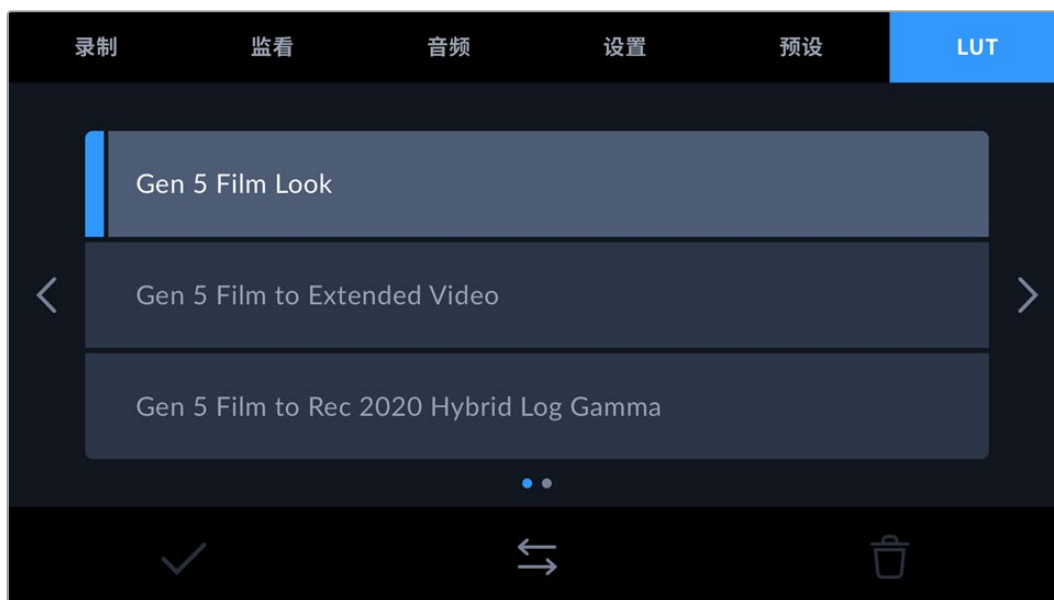 录制 监看 音频 设置 预设 LUT
Gen 5 Film Look
Gen 5 Film to Extended Video
Gen 5 Film to Rec 2020 Hybrid Log Gamma